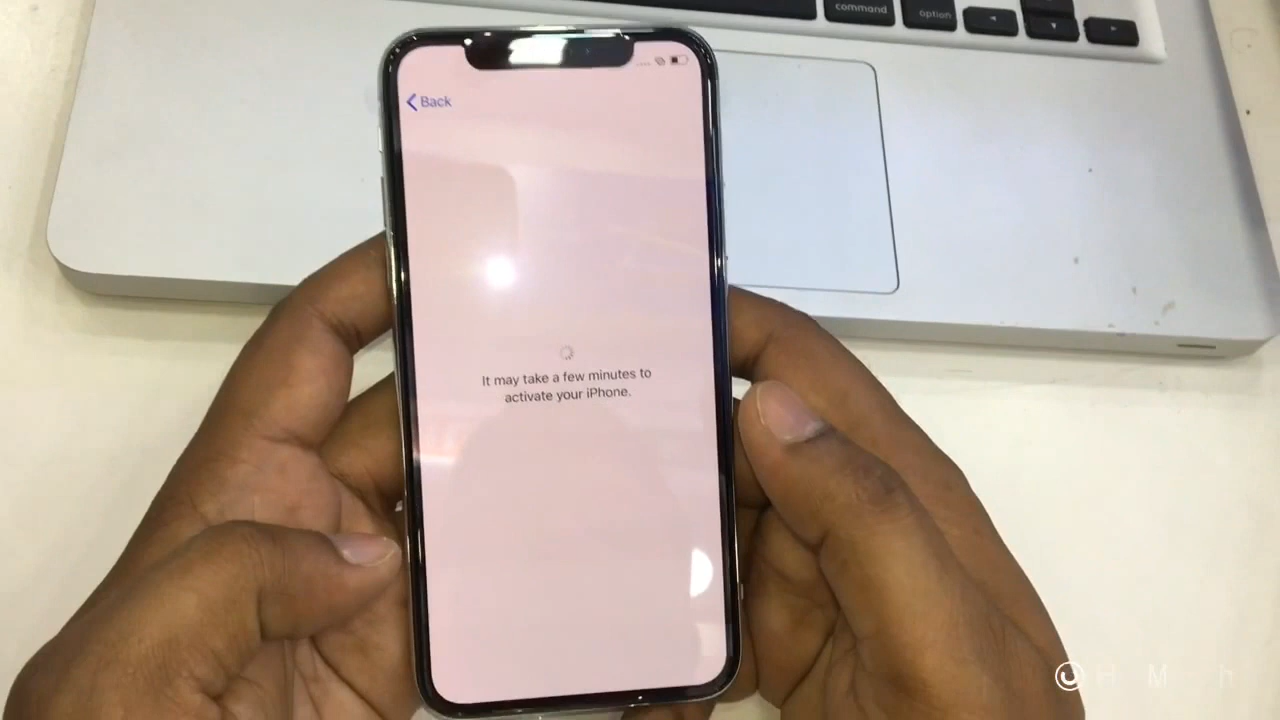 command
option
Back
It may take a few minutes to
activate your iPhone.
H M h